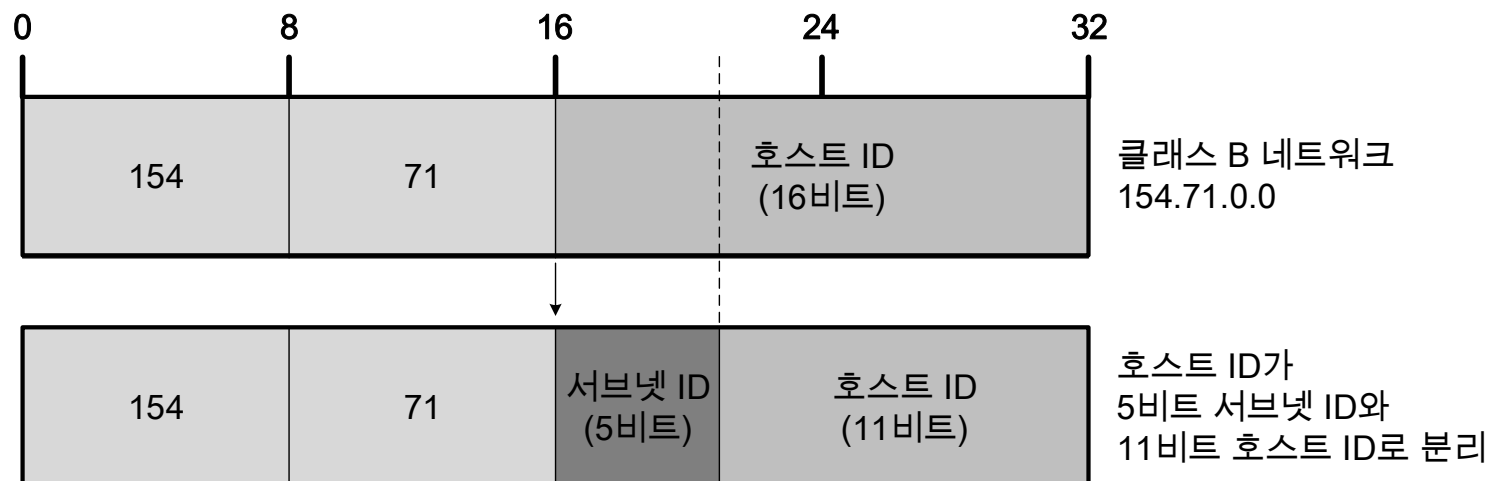 0 8 16 24 32
154 71 호스트 ID
(16비트)
클래스 B 네트워크
154.71.0.0
154 71 서브넷 ID
(5비트)
호스트 ID
(11비트)
호스트 ID가
5비트 서브넷 ID와
11비트 호스트 ID로 분리